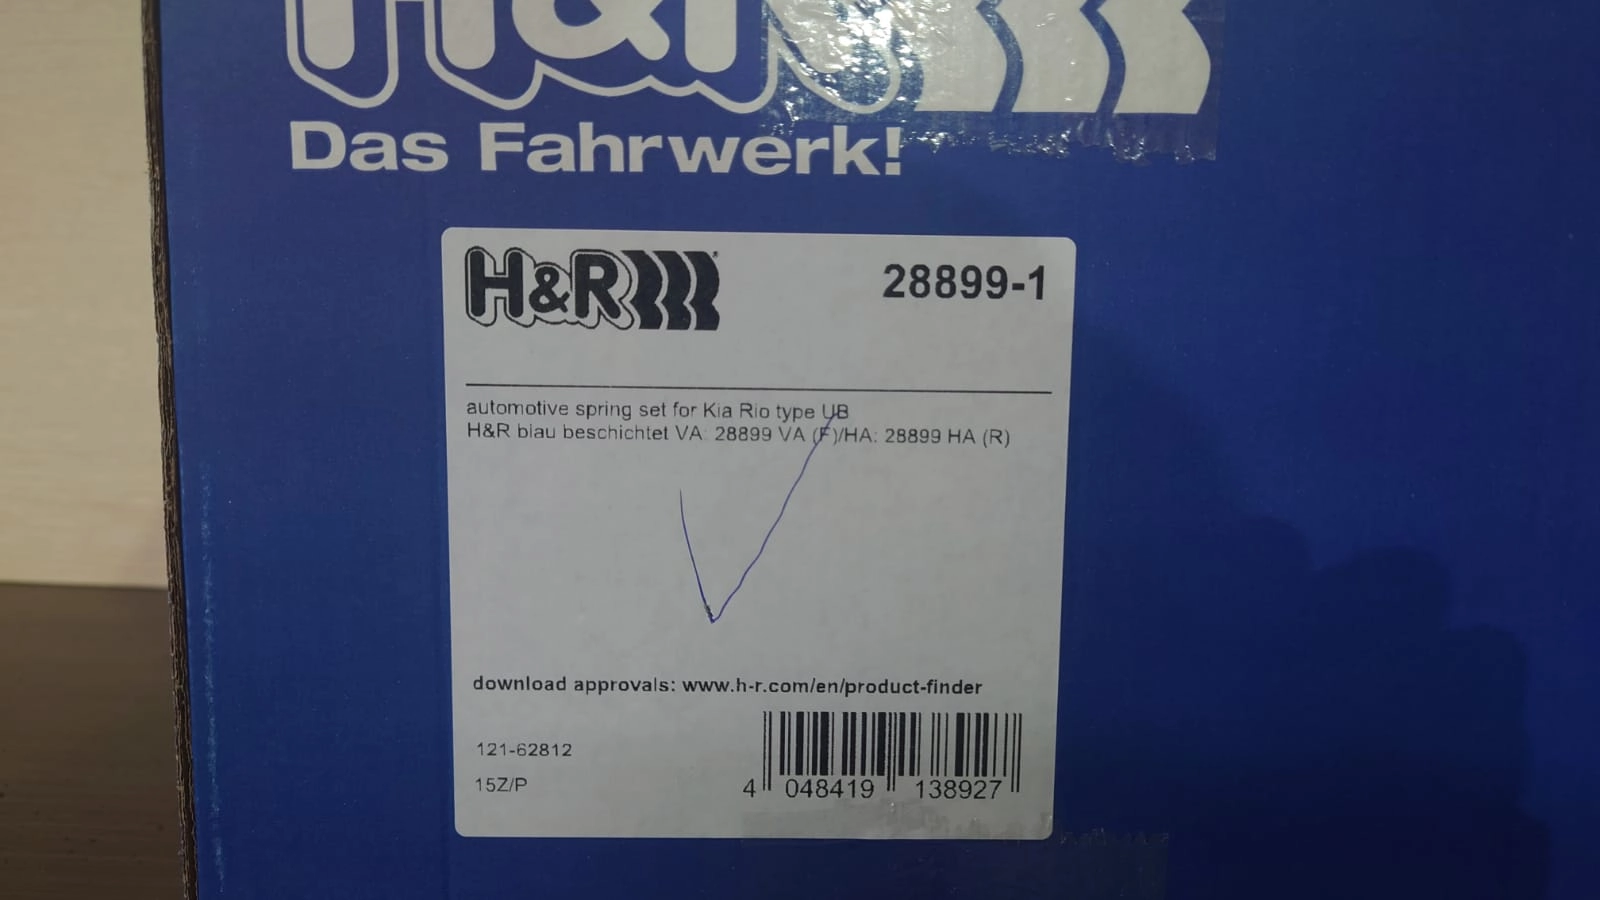 H&R
Das Fahrwerk!
H&R
28899-1
automotive spring set for Kia Rio type UB
H&R blau beschichtet VA: 28899 VA (F)/HA: 28899 HA (R)
download approvals: www.h-r.com/en/product-finder
121-62812
15Z/P
4 048419 138927